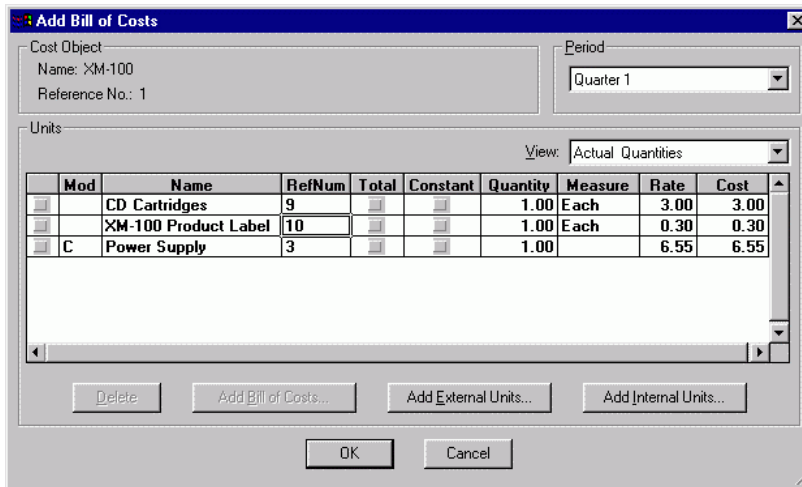 Add Bill of Costs
Cost Object
Name: XM-100
Reference No.: 1
Period
Quarter 1
Units
View: Actual Quantities
Mod Name RefNum Total Constant Quantity Measure Rate Cost
CD Cartridges 9 1.00 Each 3.00 3.00
XM-100 Product Label 10 1.00 Each 0.30 0.30
C Power Supply 3 1.00 6.55 6.55
Delete Add Bill of Costs... Add External Units... Add Internal Units...
OK Cancel